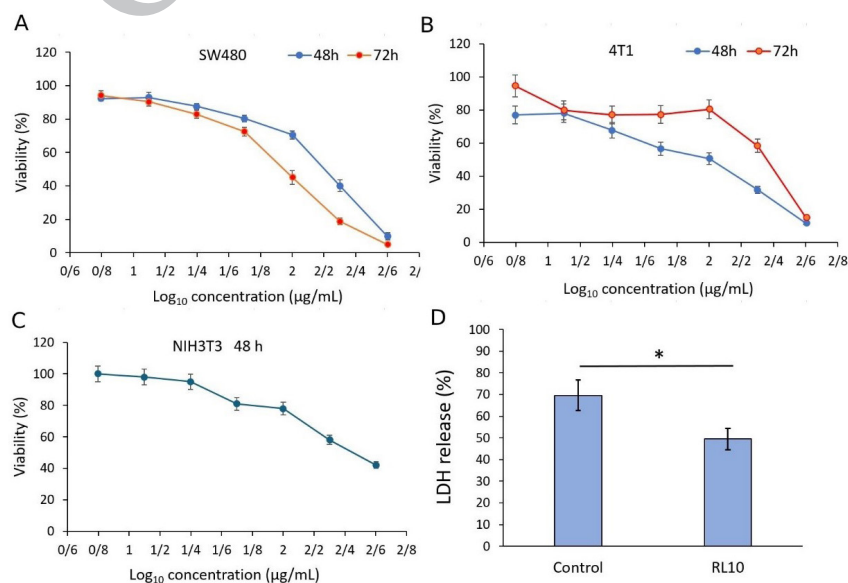 A
SW480
48h
72h
120
100
80
60
40
20
0
Viability (%)
0/6 0/8 1 1/2 1/4 1/6 1/8 2 2/2 2/4 2/6 2/
Log10 concentration (µg/mL)
B
4T1
48h
72h
120
100
80
60
40
20
0
Viability (%)
0/6 0/8 1 1/2 1/4 1/6 1/8 2 2/2 2/4 2/6 2/8
Log10 concentration (µg/mL)
C
NIH3T3 48 h
120
100
80
60
40
20
0
Viability (%)
0/6 0/8 1 1/2 1/4 1/6 1/8 2 2/2 2/4 2/6 2/8
Log10 concentration (µg/mL)
D
100
90
80
70
60
50
40
30
20
10
0
LDH release (%)
*
Control RL10